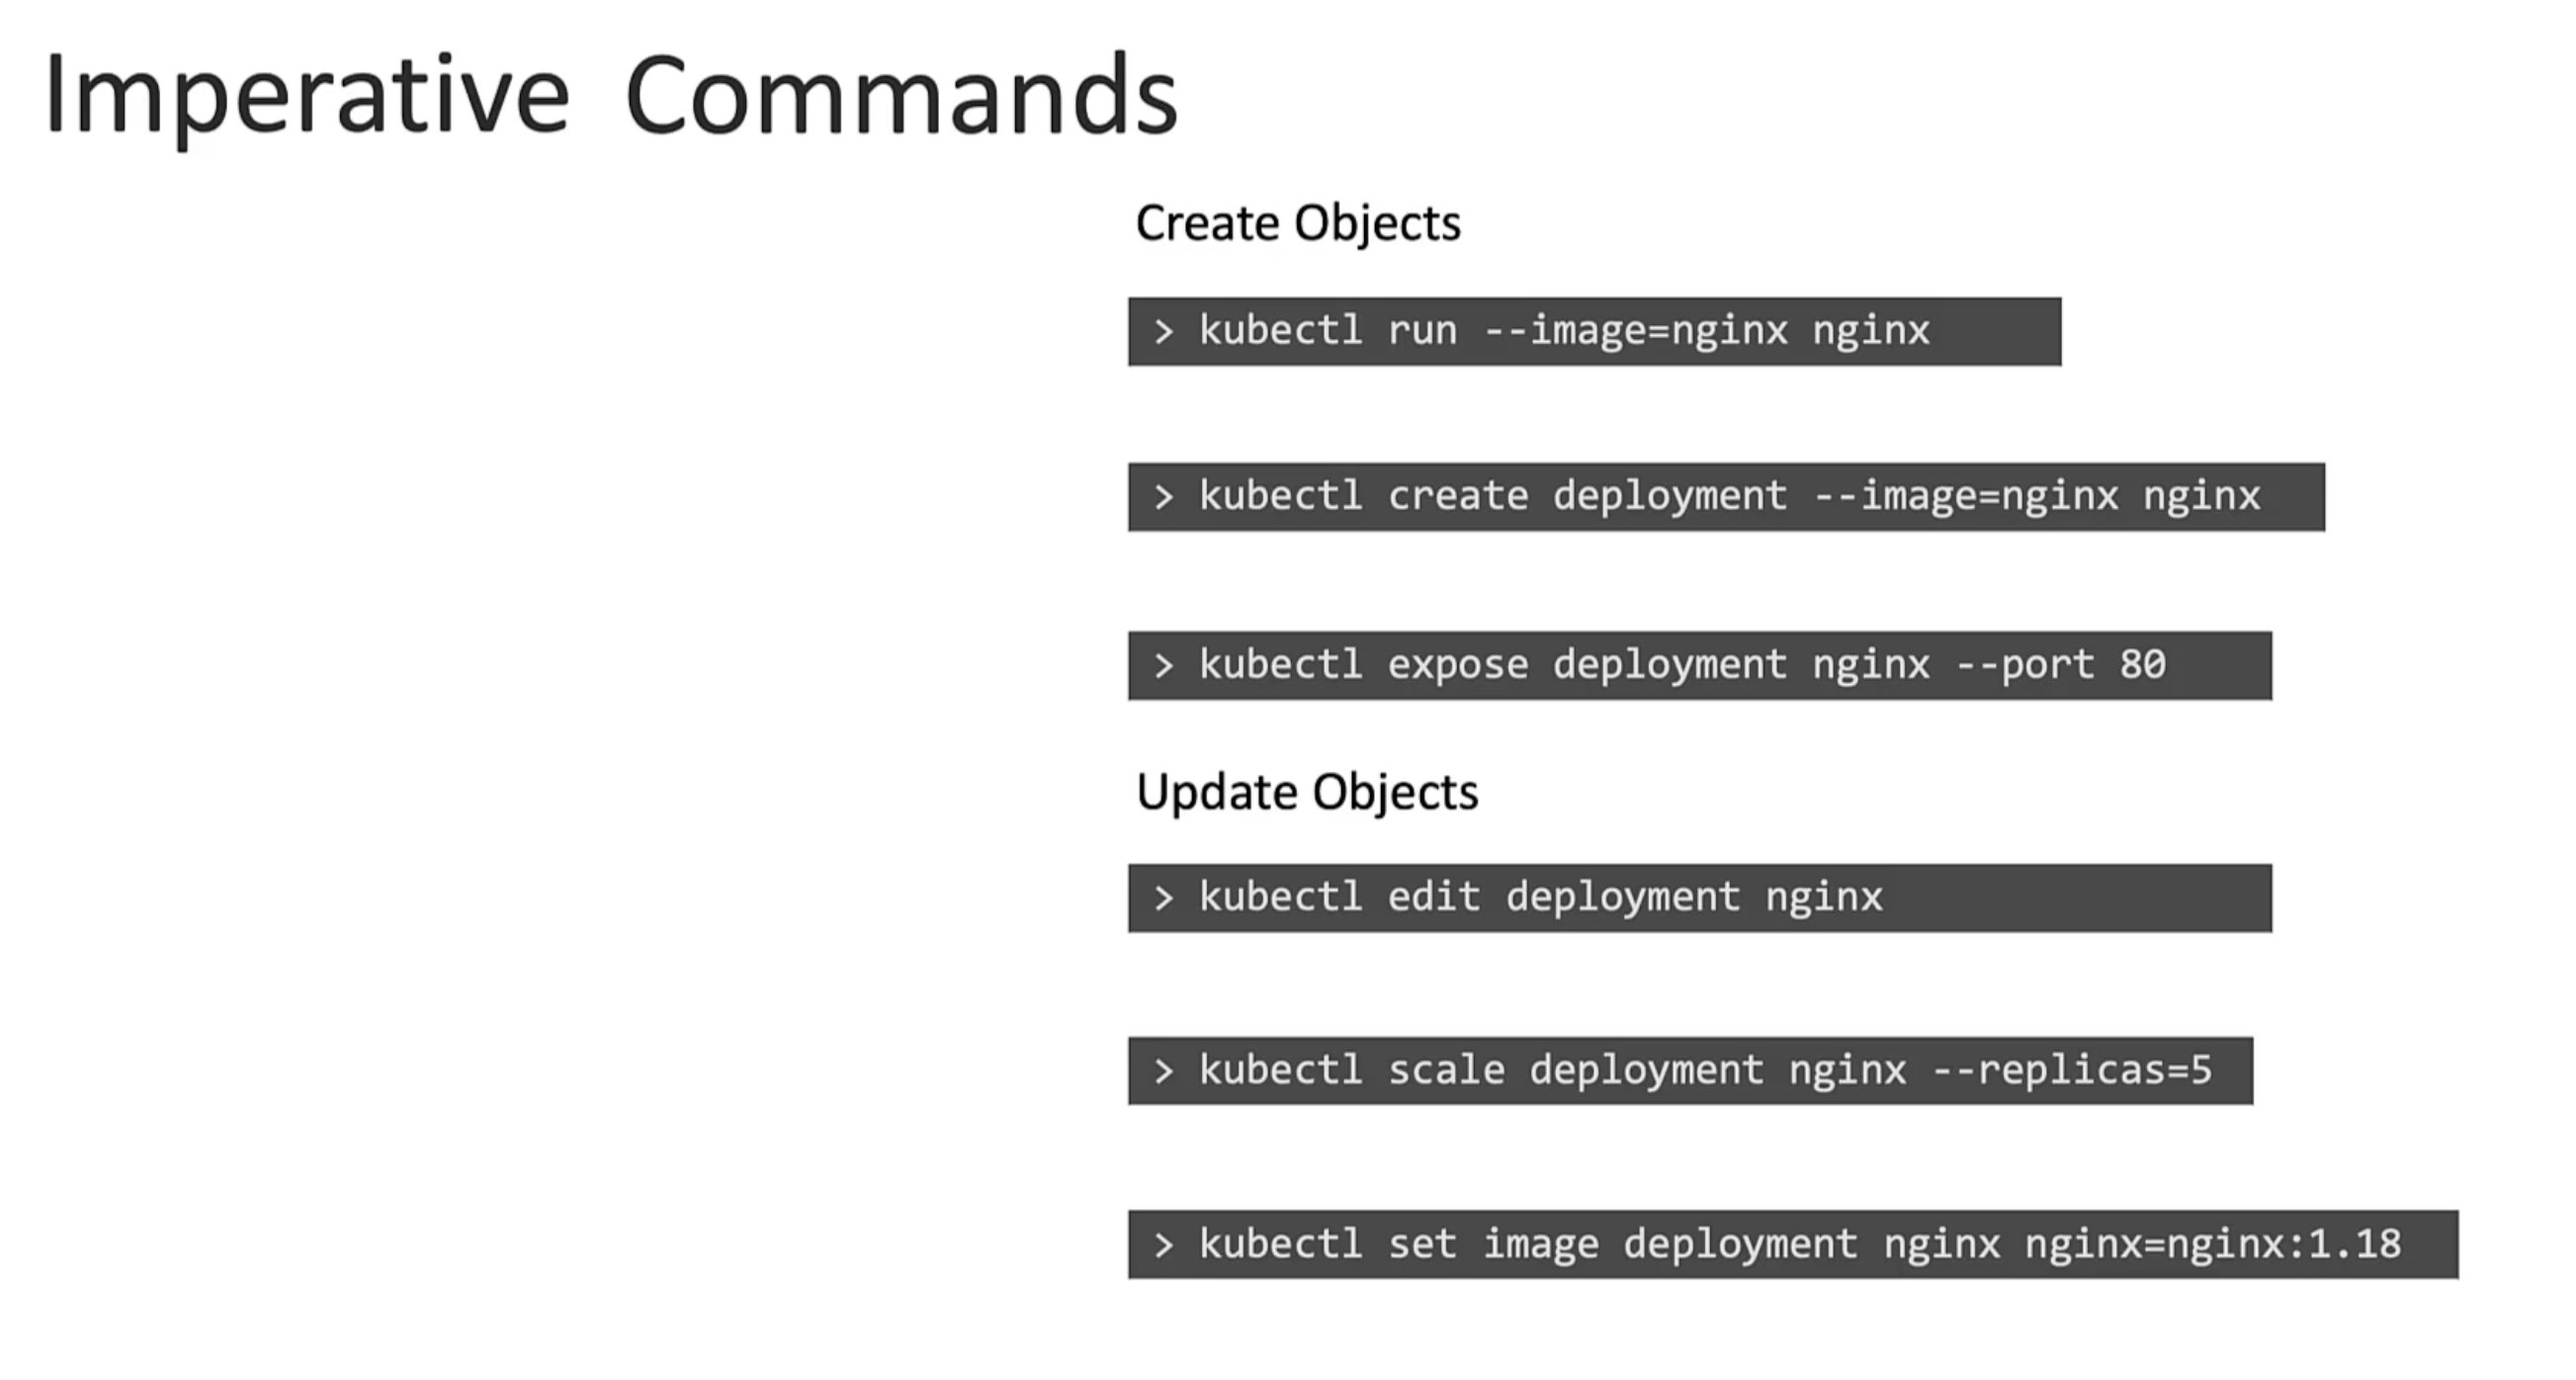 Imperative Commands
Create Objects
> kubectl run --image=nginx nginx
> kubectl create deployment --image=nginx nginx
> kubectl expose deployment nginx --port 80
Update Objects
> kubectl edit deployment nginx
> kubectl scale deployment nginx --replicas=5
> kubectl set image deployment nginx nginx=nginx:1.18